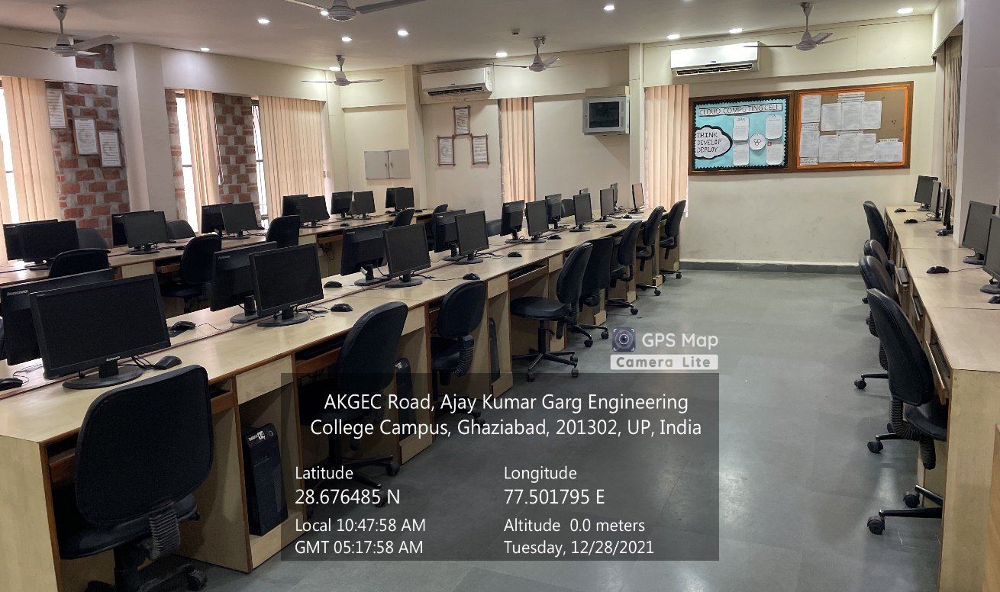 CLOUD COMPUTING CELL
THINK
DEVELOP
DEPLOY
lenovo
lenovo
GPS Map
Camera Lite
AKGEC Road, Ajay Kumar Garg Engineering
College Campus, Ghaziabad, 201302, UP, India
Latitude
Longitude
28.676485 N
77.501795 E
Local 10:47:58 AM
Altitude 0.0 meters
GMT 05:17:58 AM
Tuesday, 12/28/2021